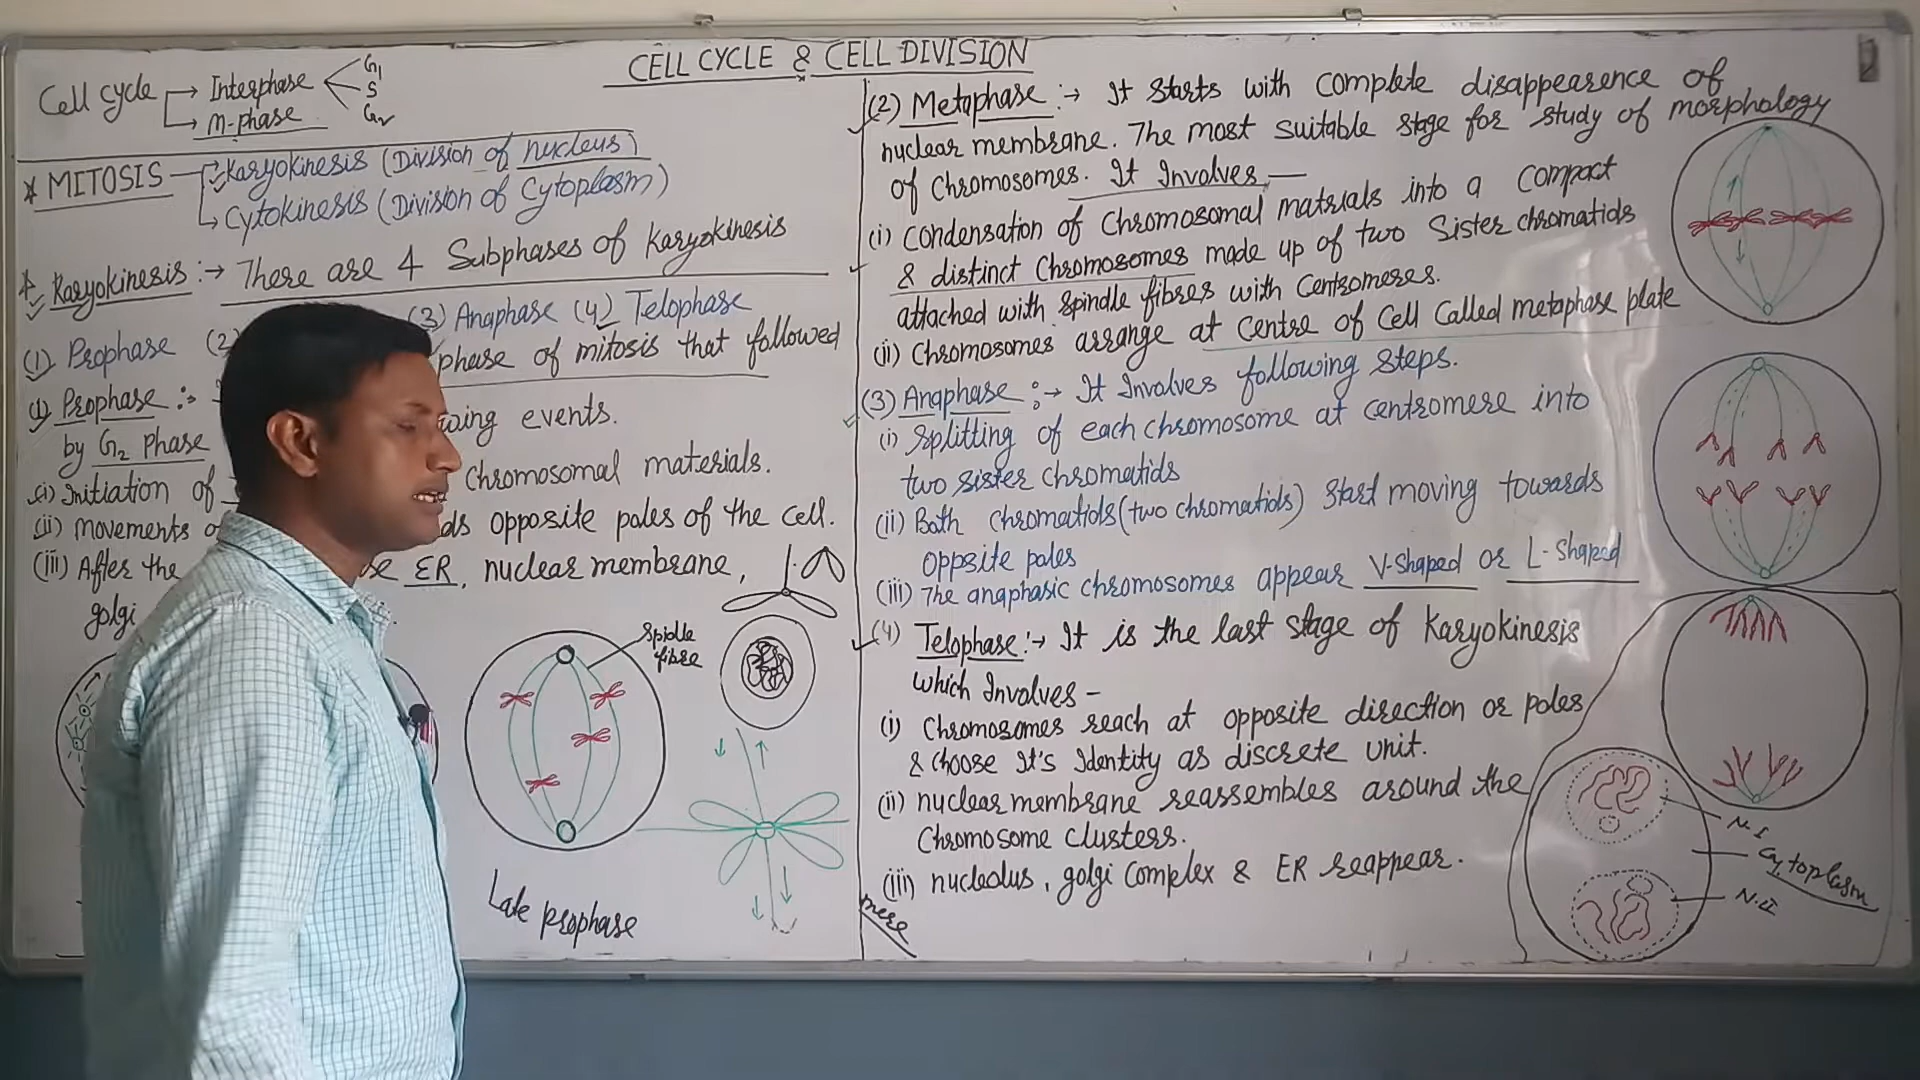 CELL CYCLE & CELL DIVISION
Cell cycle → Interphase G1
S
G2
→ M-phase
* MITOSIS → Karyokinesis (Division of nucleus)
→ Cytokinesis (Division of Cytoplasm)
* Karyokinesis :→ There are 4 Subphases of Karyokinesis
(1) Prophase (2) (3) Anaphase (4) Telophase
(1) Prophase :→ phase of mitosis that followed
by G2 phase events.
(i) Initiation of Chromosomal materials.
(ii) movements opposite poles of the cell.
(iii) After the ER, nuclear membrane,
golgi
Spidle
fibre
Late prophase
(2) Metaphase :→ It starts with complete disappearence of
nuclear membrane. The most suitable stage for study of morphology
of Chromosomes. It Involves —
(i) Condensation of Chromosomal matrials into a compact
& distinct Chromosomes made up of two Sister chromatids
attached with spindle fibres with Centromeres.
(ii) Chromosomes arrange at Centre of Cell Called metaphase plate
(3) Anaphase :→ It Involves following steps.
(i) Splitting of each chromosome at centromere into
two sister chromatids
(ii) Both Chromatids (two chromatids) Start moving towards
oppsite poles
(iii) The anaphasic chromosomes appear V-shaped or L-shaped
(4) Telophase :→ It is the last stage of Karyokinesis
which Involves -
(i) Chromosomes reach at opposite direction or poles
& choose It's Identity as discrete unit.
(ii) nuclear membrane reassembles around the
Chromosome clusters.
(iii) nucleolus, golgi Complex & ER reappear.
mere
N.I
Cytoplasm
N.II